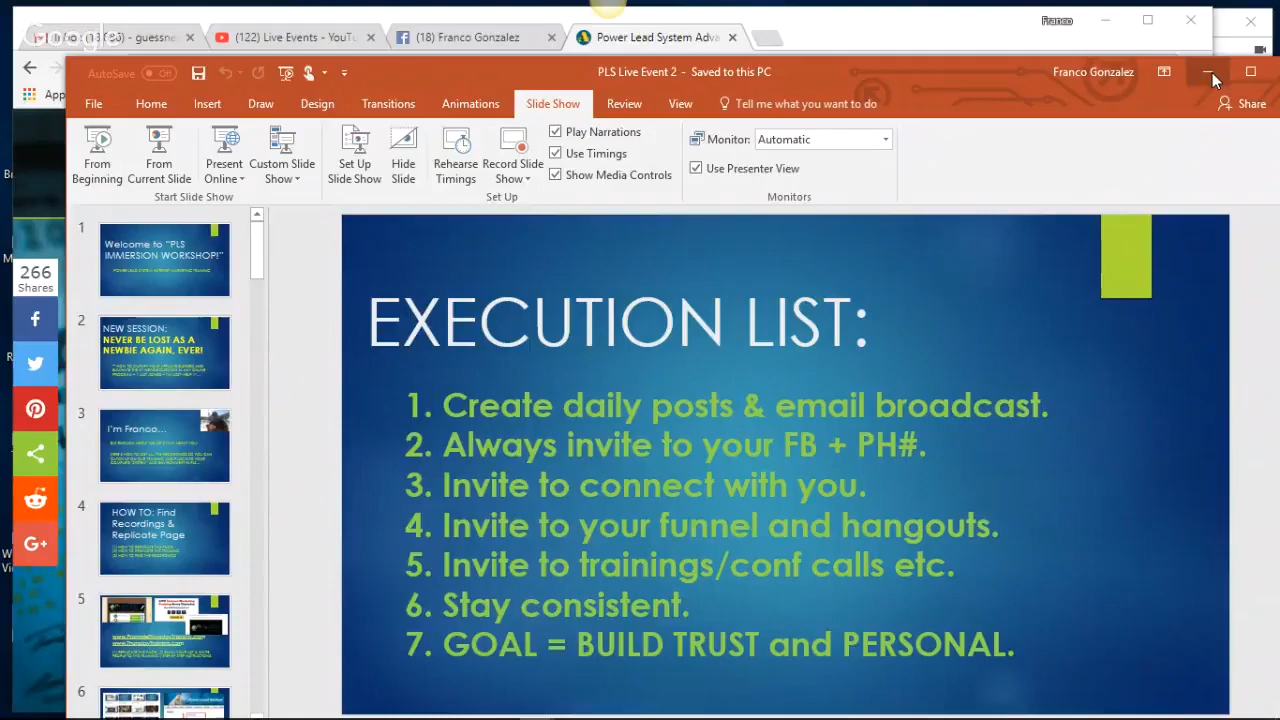 Franco
(122) Live Events - YouTu
(18) Franco Gonzalez
Power Lead System Adva
Google
App
AutoSave
Off
PLS Live Event 2 - Saved to this PC
Franco Gonzalez
File
Home
Insert
Draw
Design
Transitions
Animations
Slide Show
Review
View
Tell me what you want to do
Share
From
Beginning
From
Current Slide
Present
Online
Custom Slide
Show
Start Slide Show
Set Up
Slide Show
Hide
Slide
Rehearse
Timings
Record Slide
Show
Play Narrations
Use Timings
Show Media Controls
Set Up
Monitor:
Automatic
Use Presenter View
Monitors
266
Shares
G+
1
Welcome to "PLS
IMMERSION WORKSHOP!"
2
NEW SESSION:
NEVER BE LOST AS A
NEWBIE AGAIN, EVER!
3
I'm Franco...
4
HOW TO: Find
Recordings &
Replicate Page
5
6
EXECUTION LIST:
1. Create daily posts & email broadcast.
2. Always invite to your FB + PH#.
3. Invite to connect with you.
4. Invite to your funnel and hangouts.
5. Invite to trainings/conf calls etc.
6. Stay consistent.
7. GOAL = BUILD TRUST and PERSONAL.